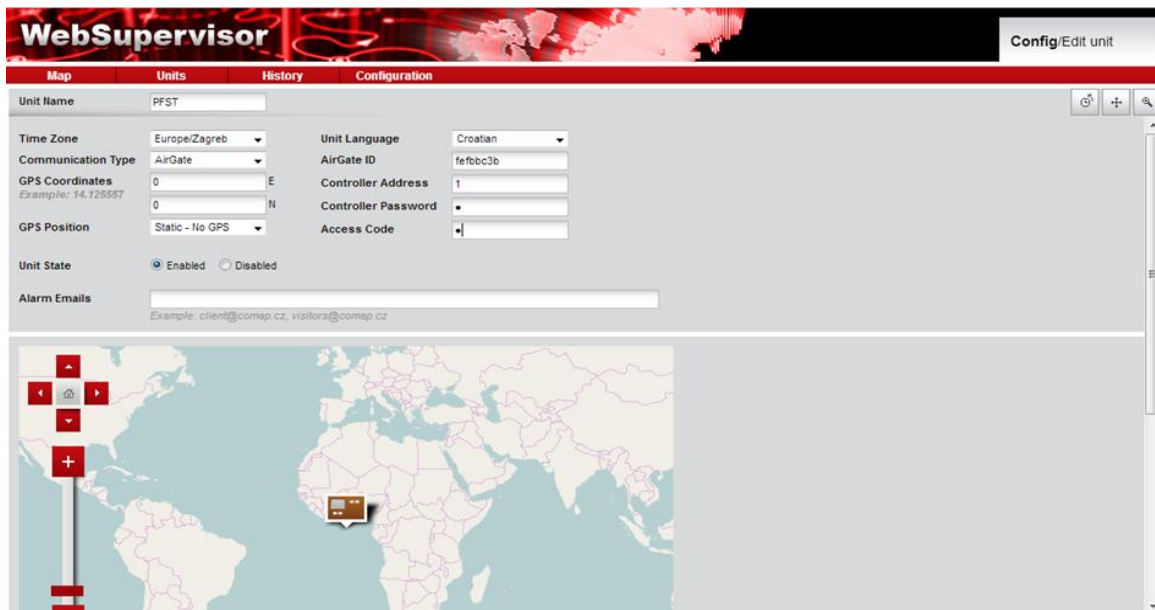 WebSupervisor
Config/Edit unit
Map Units History Configuration
Unit Name PFST
Time Zone Europe/Zagreb Unit Language Croatian
Communication Type AirGate AirGate ID fefbbc3b
GPS Coordinates 0 E Controller Address 1
Example: 14.125557
0 N Controller Password •
GPS Position Static - No GPS Access Code •
Unit State Enabled Disabled
Alarm Emails
Example: client@comap.cz, visitors@comap.cz